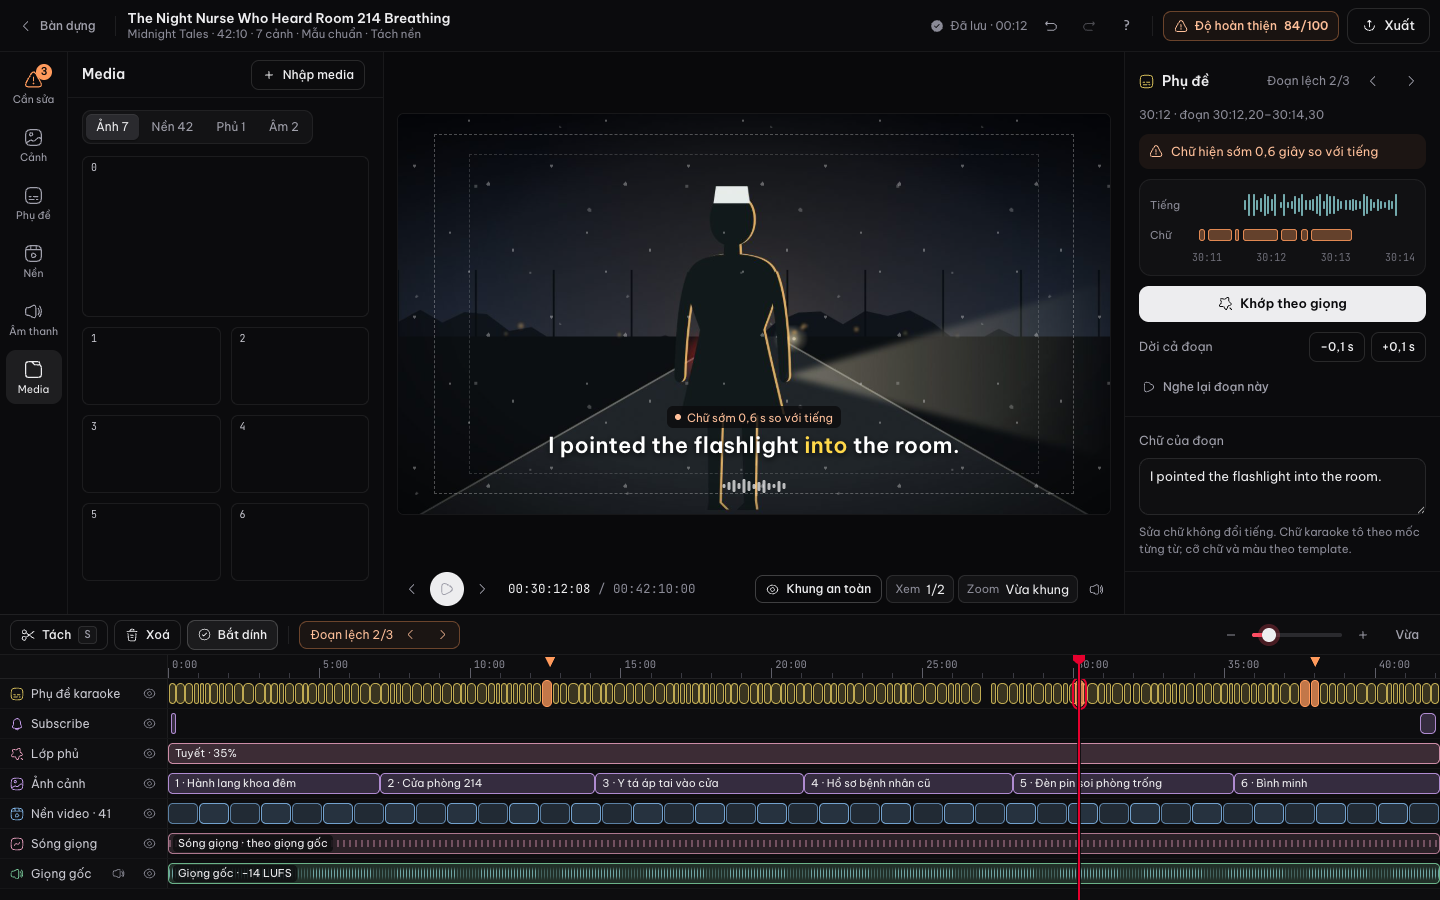 Bàn dựng
The Night Nurse Who Heard Room 214 Breathing
Midnight Tales · 42:10 · 7 cảnh · Mẫu chuẩn · Tách nền
Đã lưu · 00:12
?
Độ hoàn thiện 84/100
Xuất
3
Cần sửa
Cảnh
Phụ đề
Nền
Âm thanh
Media
Media
+ Nhập media
Ảnh 7
Nền 42
Phủ 1
Âm 2
0
1
2
3
4
5
6
Chữ sớm 0,6 s so với tiếng
I pointed the flashlight into the room.
00:30:12:08 / 00:42:10:00
Khung an toàn
Xem 1/2
Zoom Vừa khung
Phụ đề
Đoạn lệch 2/3
30:12 · đoạn 30:12,20–30:14,30
Chữ hiện sớm 0,6 giây so với tiếng
Tiếng
Chữ
30:11
30:12
30:13
30:14
Khớp theo giọng
Dời cả đoạn
−0,1 s
+0,1 s
Nghe lại đoạn này
Chữ của đoạn
I pointed the flashlight into the room.
Sửa chữ không đổi tiếng. Chữ karaoke tô theo mốc
từng từ; cỡ chữ và màu theo template.
Tách S
Xoá
Bắt dính
Đoạn lệch 2/3
Vừa
0:00
5:00
10:00
15:00
20:00
25:00
30:00
35:00
40:00
Phụ đề karaoke
Subscribe
Lớp phủ
Tuyết · 35%
Ảnh cảnh
1 · Hành lang khoa đêm
2 · Cửa phòng 214
3 · Y tá áp tai vào cửa
4 · Hồ sơ bệnh nhân cũ
5 · Đèn pin soi phòng trống
6 · Bình minh
Nền video · 41
Sóng giọng
Sóng giọng · theo giọng gốc
Giọng gốc
Giọng gốc · −14 LUFS